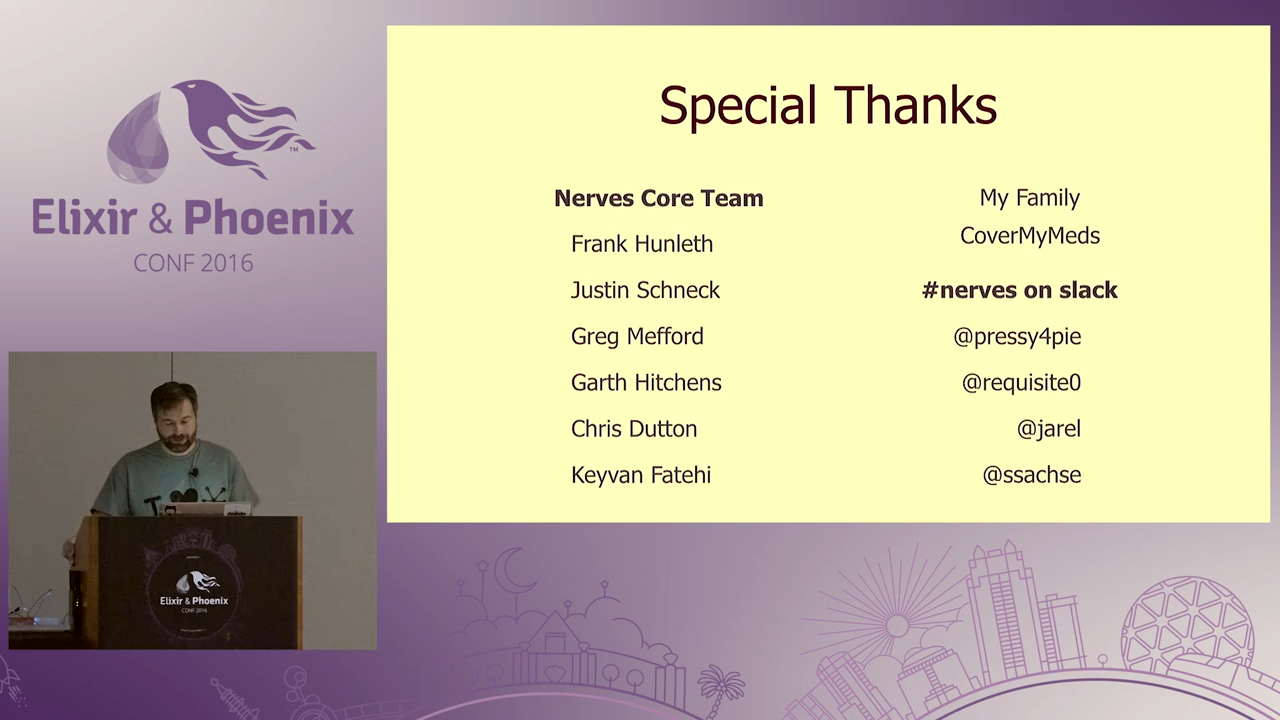 Elixir & Phoenix
TM
CONF 2016
Special Thanks
Nerves Core Team
Frank Hunleth
Justin Schneck
Greg Mefford
Garth Hitchens
Chris Dutton
Keyvan Fatehi
My Family
CoverMyMeds
#nerves on slack
@pressy4pie
@requisite0
@jarel
@ssachse
Elixir & Phoenix
CONF 2016